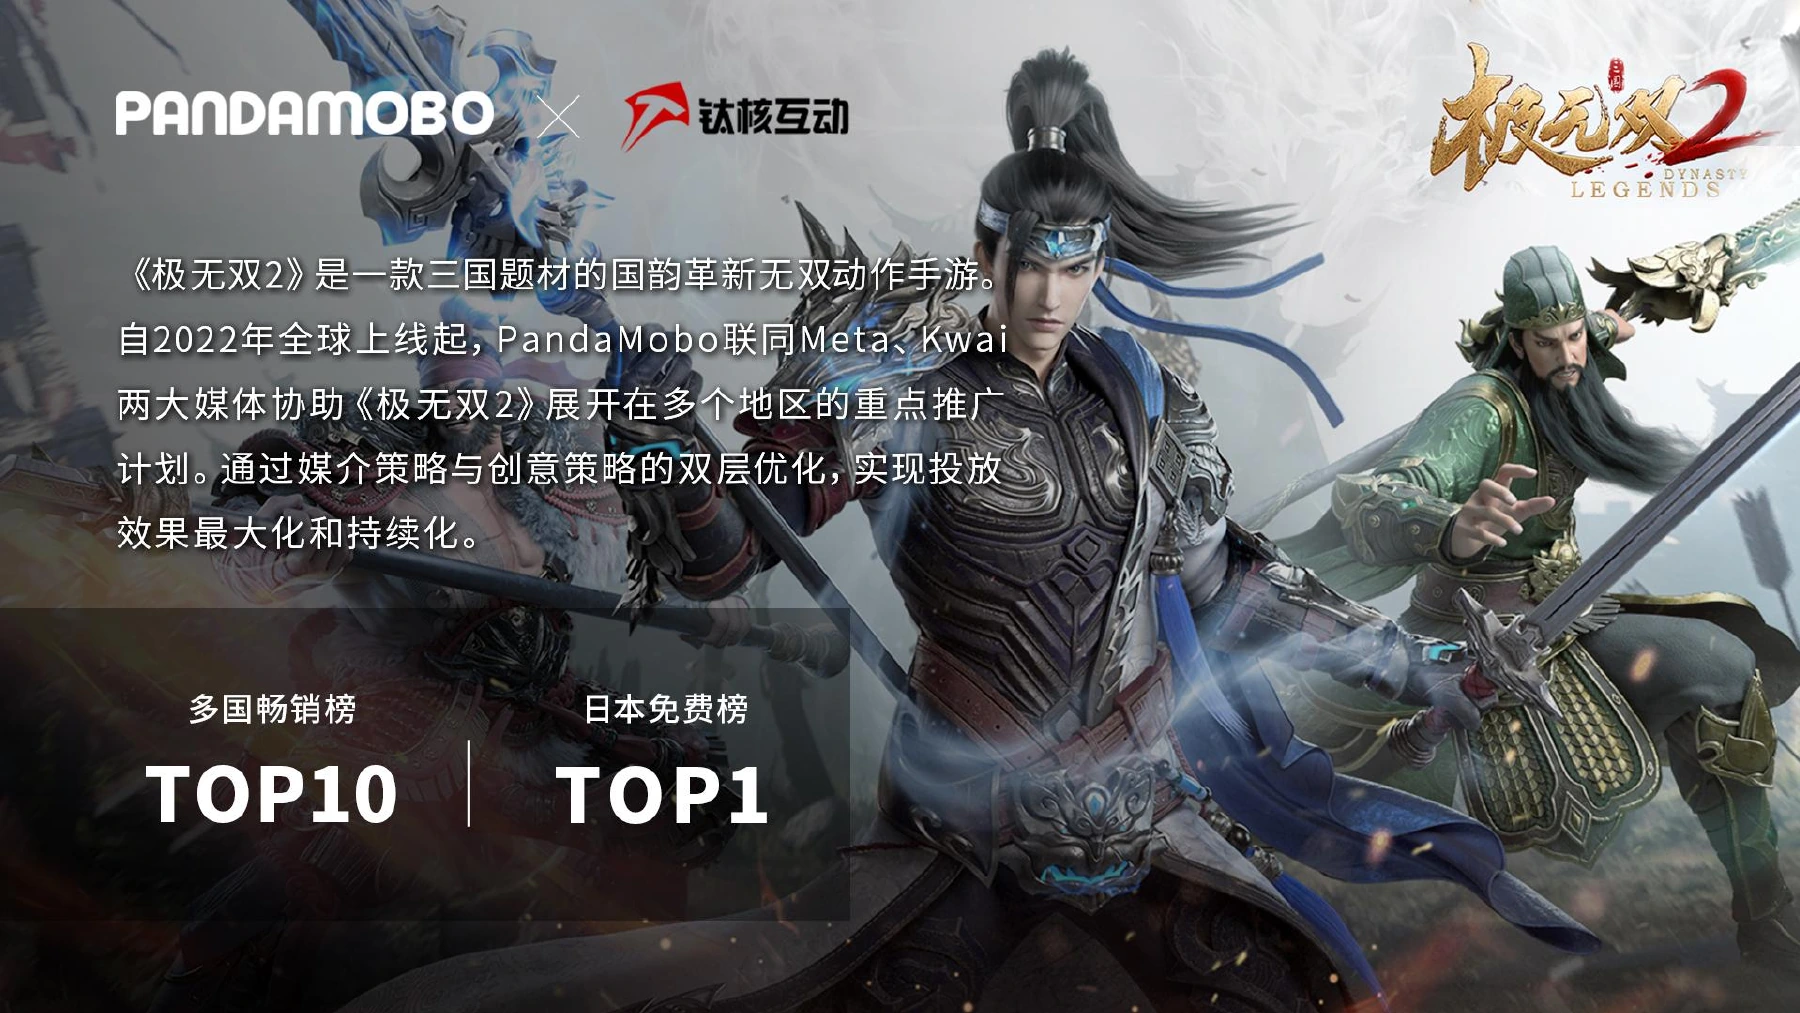 PANDAMOBO × 钛核互动
极无双2
三国
DYNASTY
LEGENDS
《极无双2》是一款三国题材的国韵革新无双动作手游。
自2022年全球上线起，PandaMobo联同Meta、Kwai
两大媒体协助《极无双2》展开在多个地区的重点推广
计划。通过媒介策略与创意策略的双层优化，实现投放
效果最大化和持续化。
多国畅销榜
TOP10
日本免费榜
TOP1